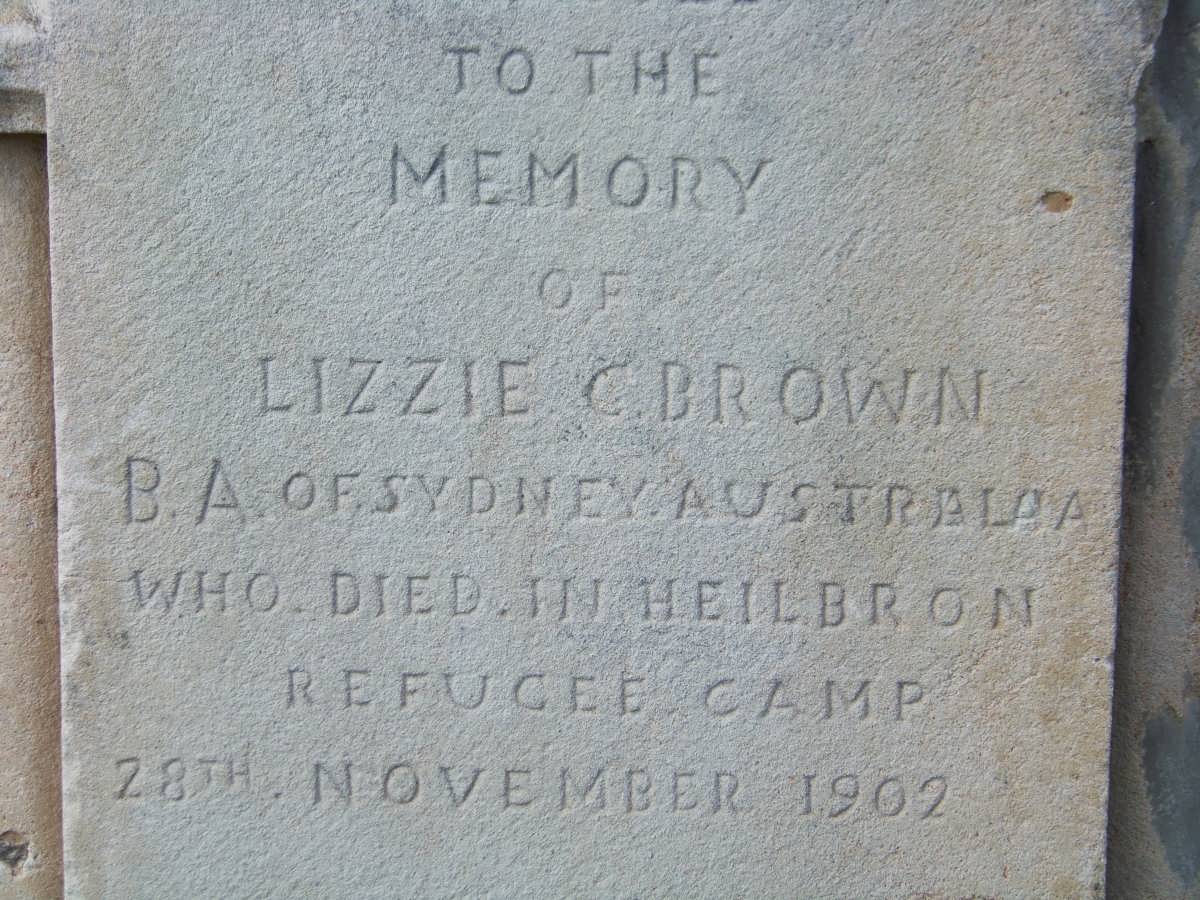 TO THE
MEMORY
OF
LIZZIE C. BROWN
B.A. OF.SYDNEY.AUSTRALIA
WHO. DIED. IN HEILBRON
REFUGEE CAMP
28TH. NOVEMBER 1902